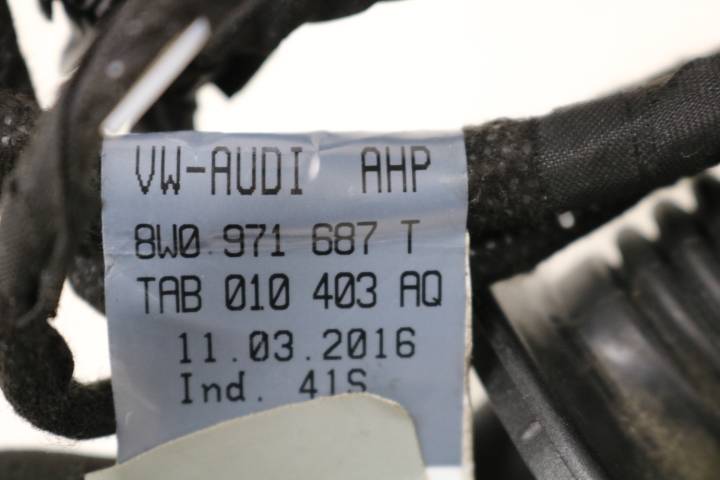 VW-AUDI AHP
8W0.971 687 T
TAB 010 403 AQ
11.03.2016
Ind. 41S